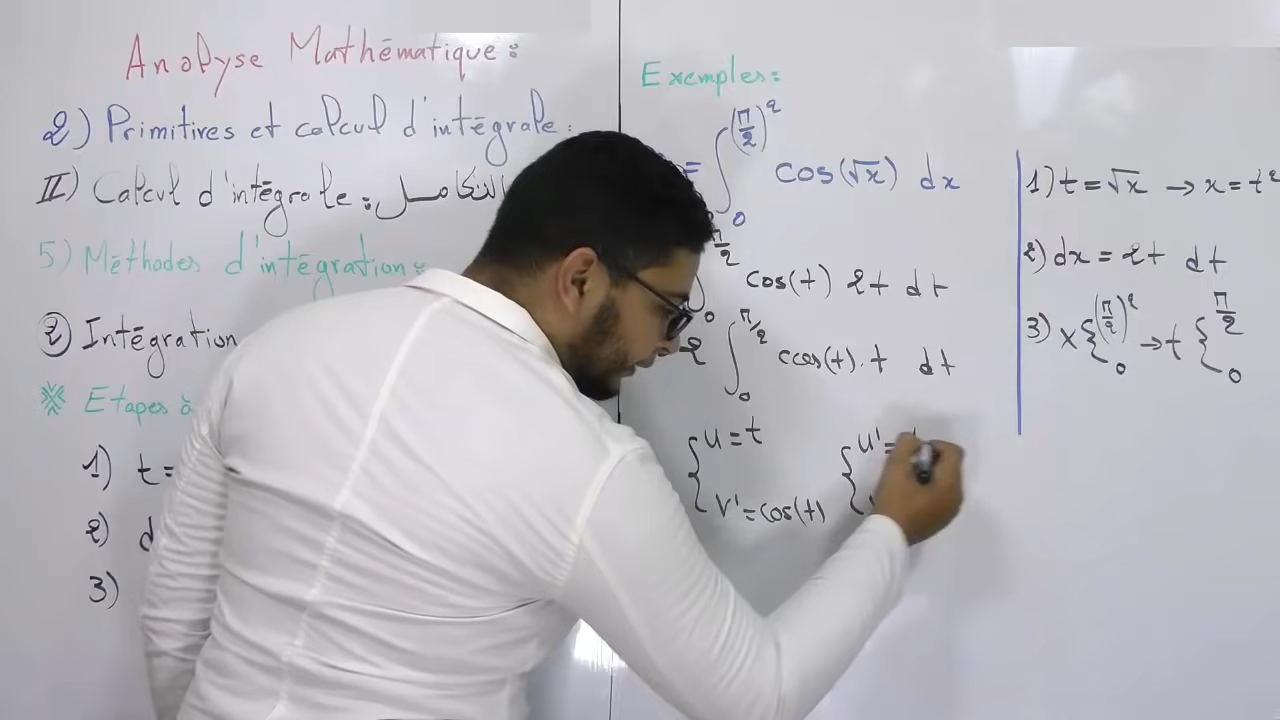 Analyse Mathématique :
2) Primitives et calcul d'intégrale :
II) Calcul d'intégrale : التكامل
5) Méthodes d'intégration :
② Intégration
※ Etapes à
1) t =
2) d
3)
Exemples :
= ∫₀^(π/2)² cos(√x) dx
∫₀^π/2 cos(t) 2t dt
2 ∫₀^π/2 cos(t). t dt
{ u = t { u' =
v' = cos(t)
1) t = √x → x = t²
2) dx = 2t dt
3) x { (π/2)² 0 → t { π/2 0